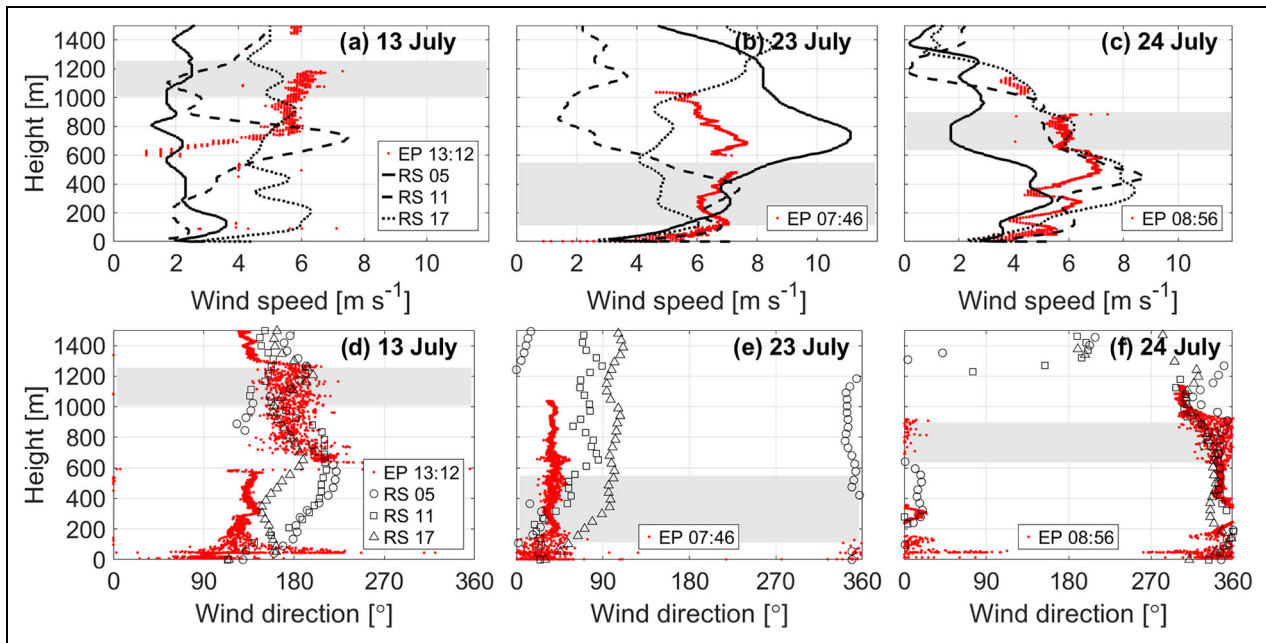 (a) 13 July
(b) 23 July
(c) 24 July
Height [m]
1400
1200
1000
800
600
400
200
0
EP 13:12
RS 05
RS 11
RS 17
EP 07:46
EP 08:56
0 2 4 6 8 10
0 2 4 6 8 10
0 2 4 6 8 10
Wind speed [m s-1]
Wind speed [m s-1]
Wind speed [m s-1]
(d) 13 July
(e) 23 July
(f) 24 July
Height [m]
1400
1200
1000
800
600
400
200
0
EP 13:12
RS 05
RS 11
RS 17
EP 07:46
EP 08:56
0 90 180 270 360
0 90 180 270 360
0 90 180 270 360
Wind direction [°]
Wind direction [°]
Wind direction [°]